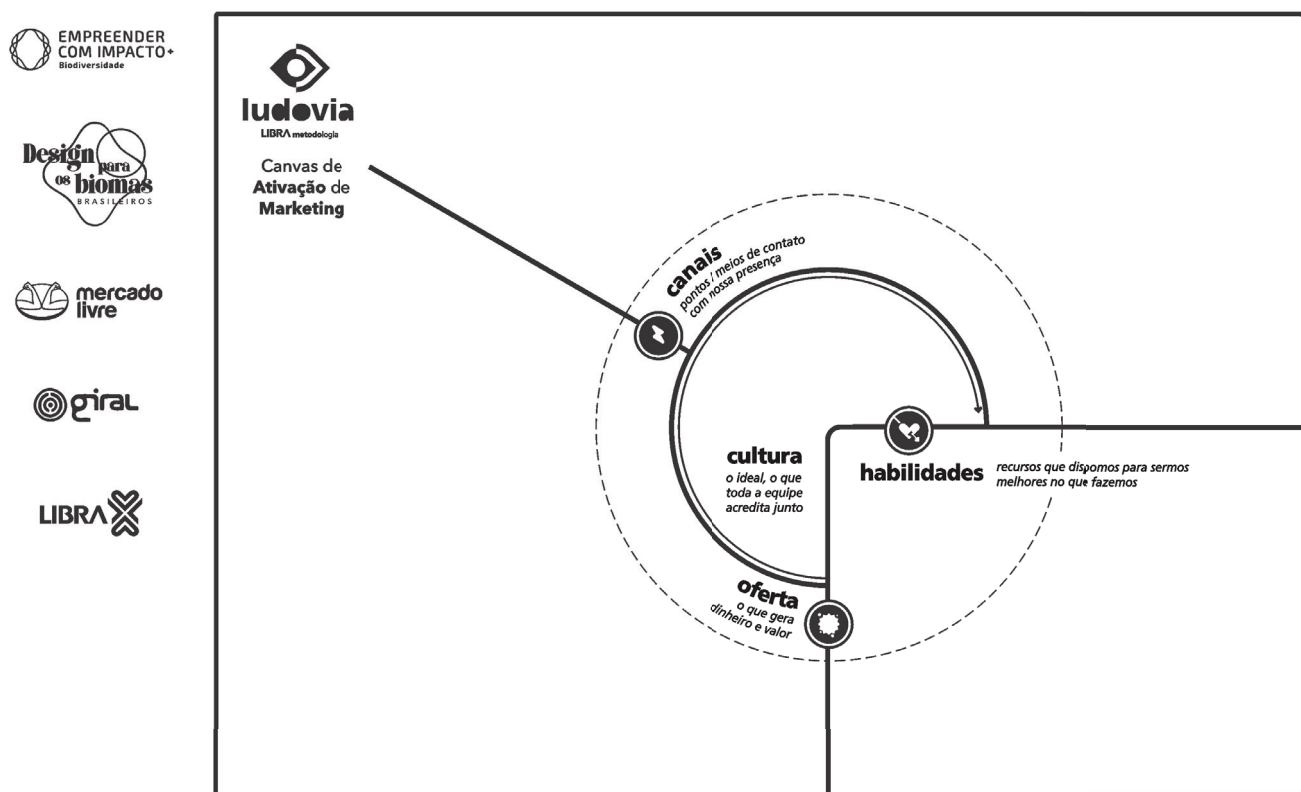 EMPREENDER
COM IMPACTO+
Biodiversidade
Design
para
os biomas
BRASILEIROS
mercado
livre
giral
LIBRA
ludovia
LIBRA metodologia
Canvas de
Ativação de
Marketing
canais
pontos / meios de contato
com nossa presença
cultura
o ideal, o que
toda a equipe
acredita junto
habilidades
recursos que dispomos para sermos
melhores no que fazemos
oferta
o que gera
dinheiro e valor